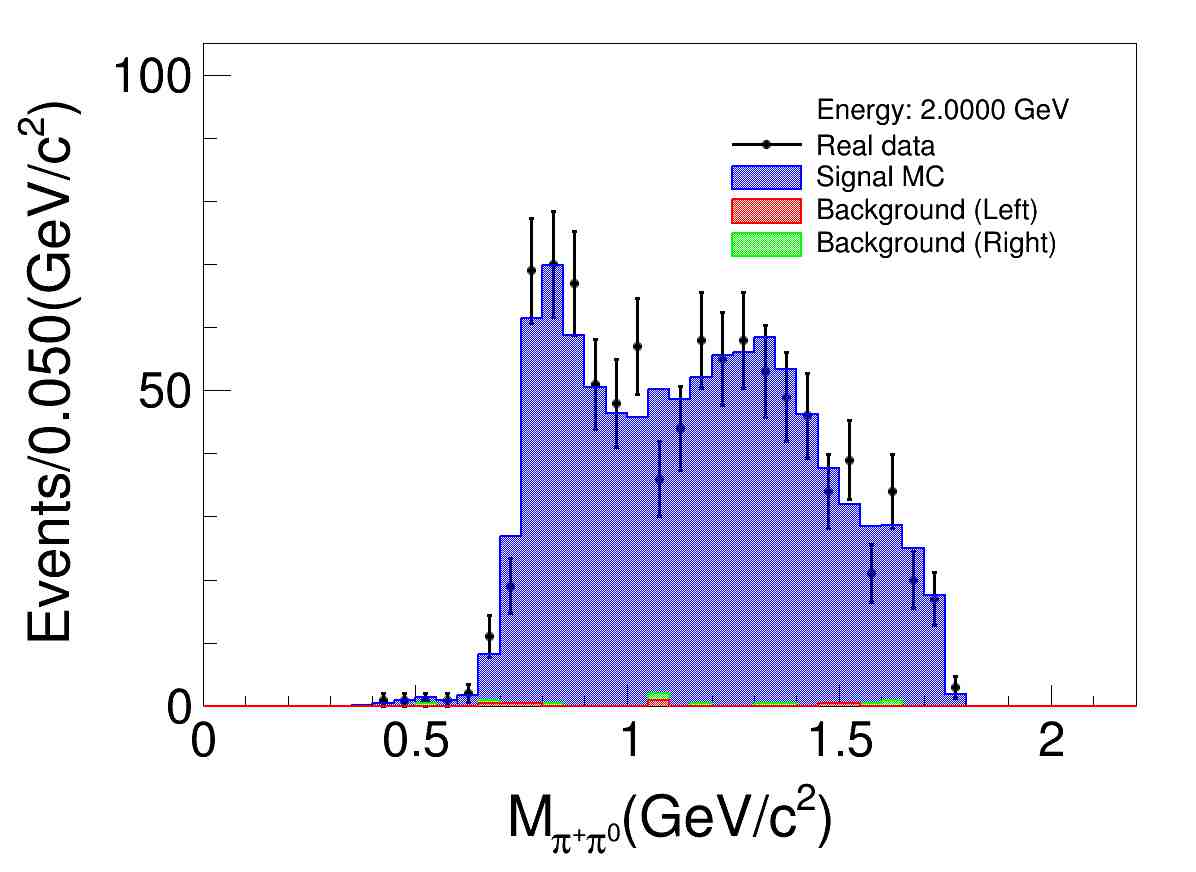 Events/0.050(GeV/c²)
100
50
0
Energy: 2.0000 GeV
Real data
Signal MC
Background (Left)
Background (Right)
0 0.5 1 1.5 2
Mπ⁺π⁰(GeV/c²)